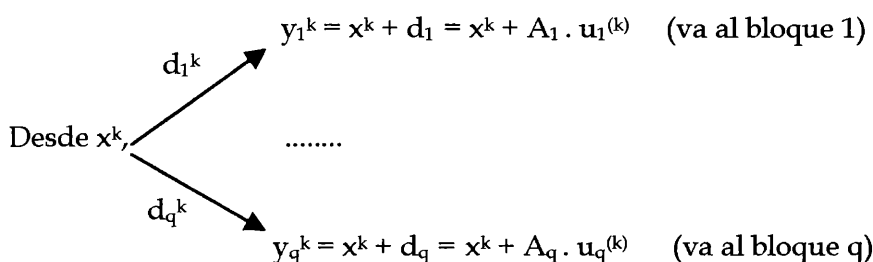 y₁ᵏ = xᵏ + d₁ = xᵏ + A₁ . u₁⁽ᵏ⁾ (va al bloque 1)
d₁ᵏ
Desde xᵏ, ........
d_qᵏ
y_qᵏ = xᵏ + d_q = xᵏ + A_q . u_q⁽ᵏ⁾ (va al bloque q)